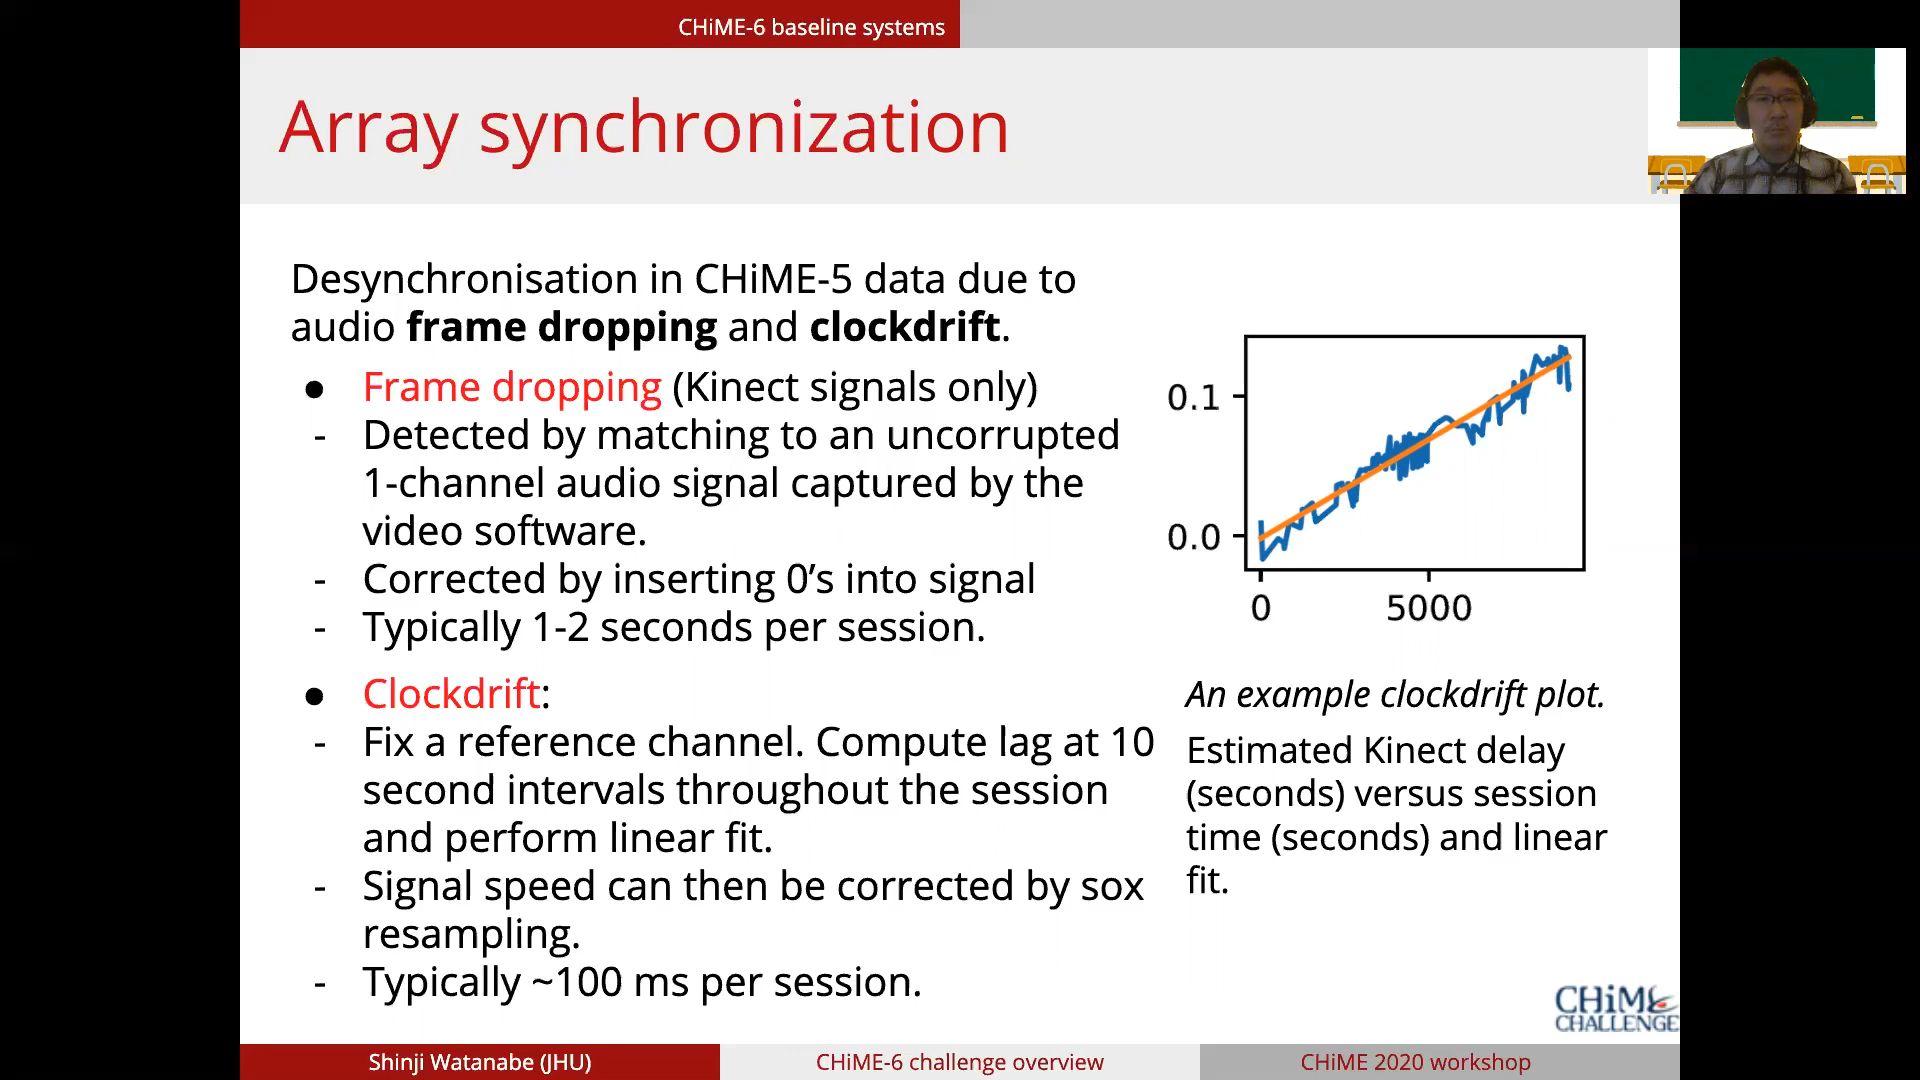 CHiME-6 baseline systems
Array synchronization
Desynchronisation in CHiME-5 data due to
audio frame dropping and clockdrift.
● Frame dropping (Kinect signals only)
- Detected by matching to an uncorrupted
1-channel audio signal captured by the
video software.
- Corrected by inserting 0’s into signal
- Typically 1-2 seconds per session.
● Clockdrift:
- Fix a reference channel. Compute lag at 10
second intervals throughout the session
and perform linear fit.
- Signal speed can then be corrected by sox
resampling.
- Typically ~100 ms per session.
0.1
0.0
0 5000
An example clockdrift plot.
Estimated Kinect delay
(seconds) versus session
time (seconds) and linear
fit.
CHiME
CHALLENGE
Shinji Watanabe (JHU) CHiME-6 challenge overview CHiME 2020 workshop